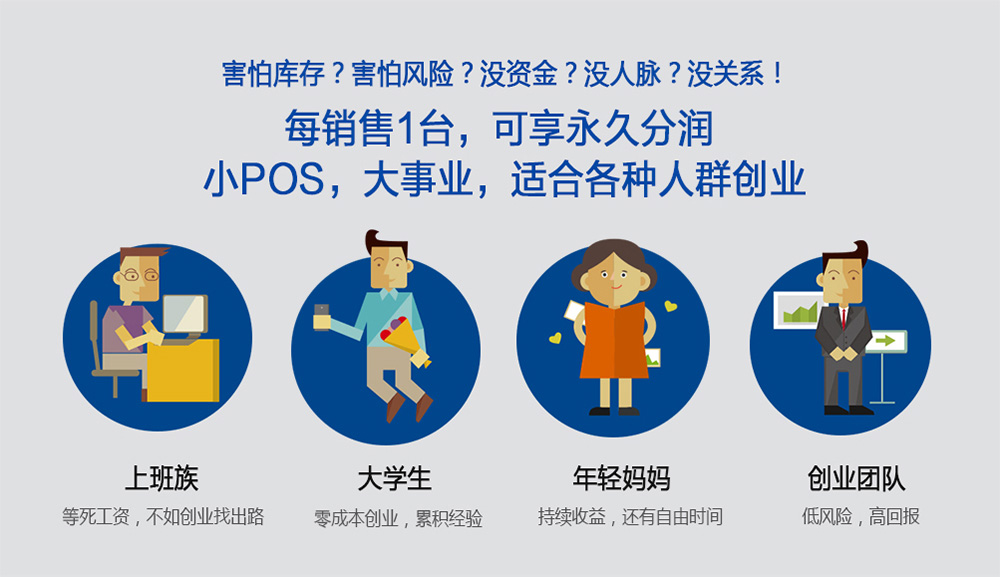 害怕库存？害怕风险？没资金？没人脉？没关系！
每销售1台，可享永久分润
小POS，大事业，适合各种人群创业
上班族
大学生
年轻妈妈
创业团队
等死工资，不如创业找出路
零成本创业，累积经验
持续收益，还有自由时间
低风险，高回报